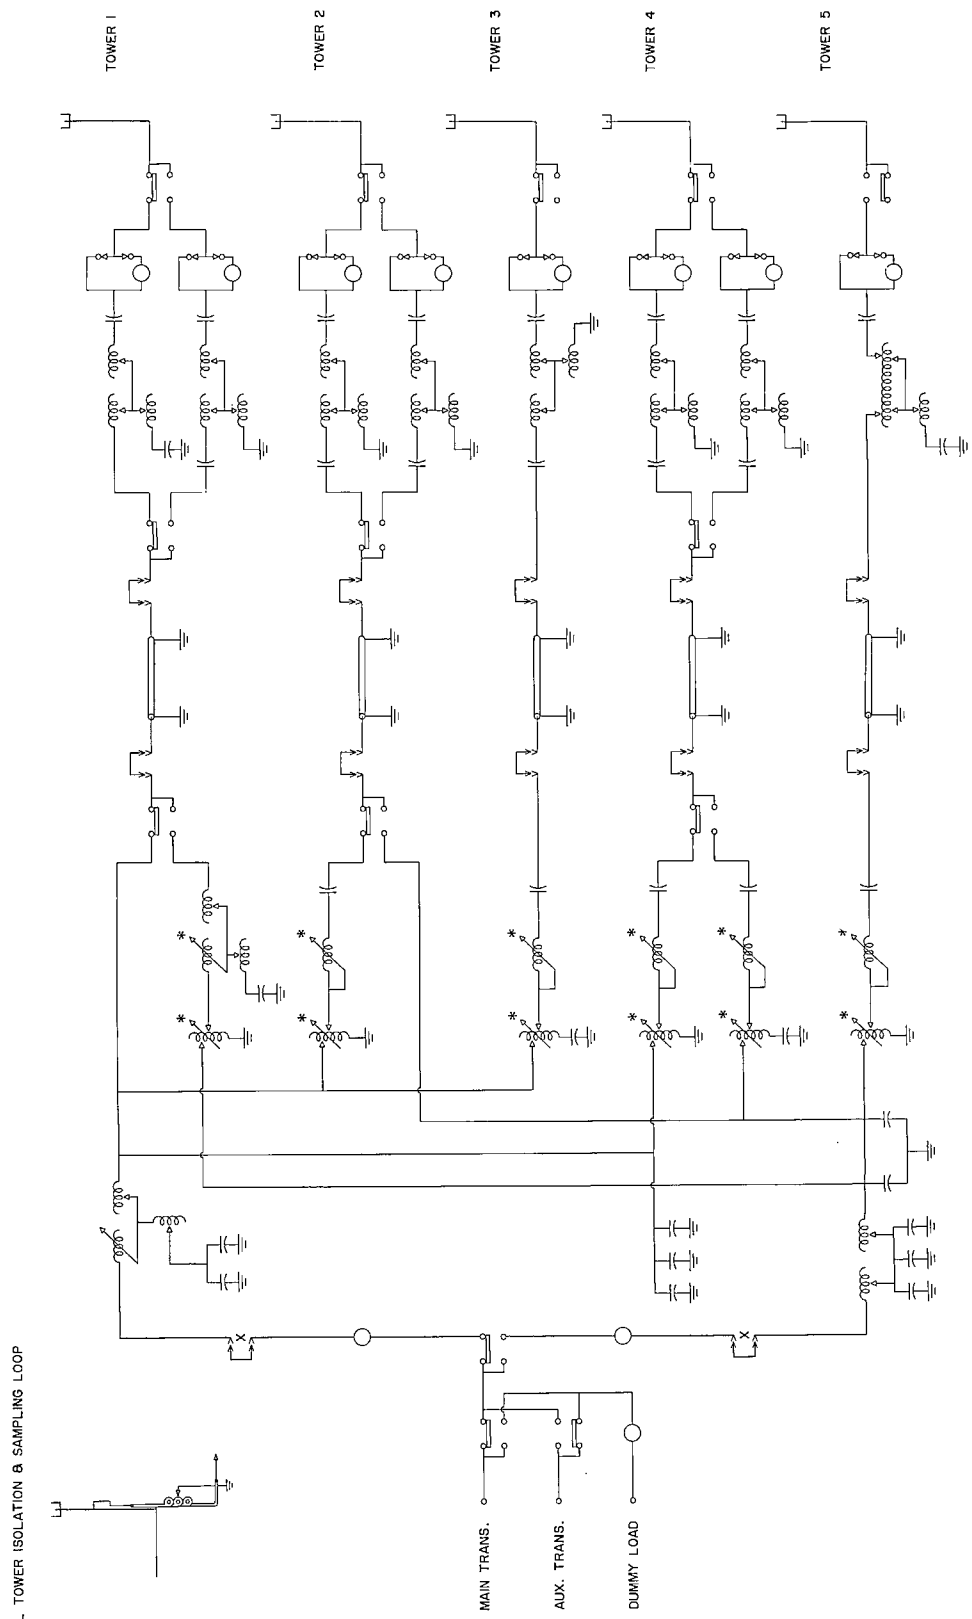 TOWER 1
TOWER 2
TOWER 3
TOWER 4
TOWER 5
* *
* *
* *
* *
* *
* *
X
X
TOWER ISOLATION & SAMPLING LOOP
MAIN TRANS.
AUX. TRANS.
DUMMY LOAD